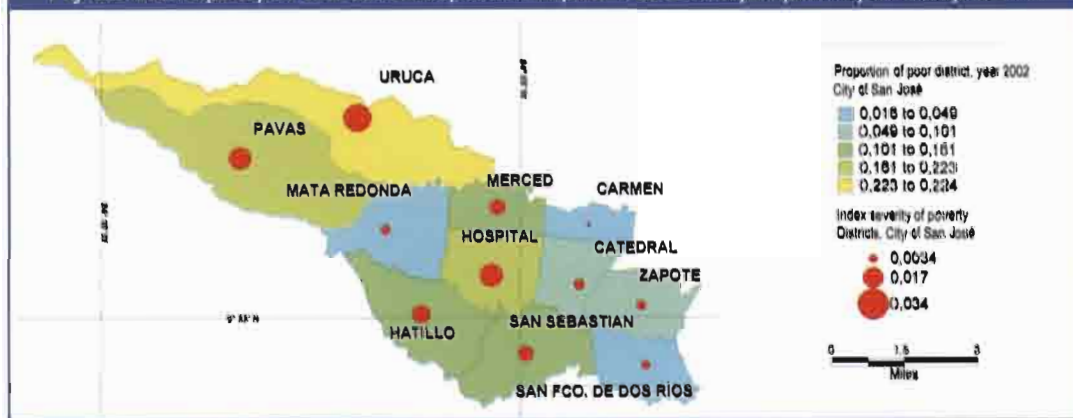 URUCA
PAVAS
MATA REDONDA
MERCED
CARMEN
HOSPITAL
CATEDRAL
ZAPOTE
SAN SEBASTIAN
HATILLO
SAN FCO. DE DOS RÍOS
Proportion of poor district, year 2002
City of San José
0,016 to 0,049
0,049 to 0,101
0,101 to 0,161
0,161 to 0,223
0,223 to 0,224
Index severity of poverty
Districts, City of San José
0,0034
0,017
0,034
0 1.5 3
Miles